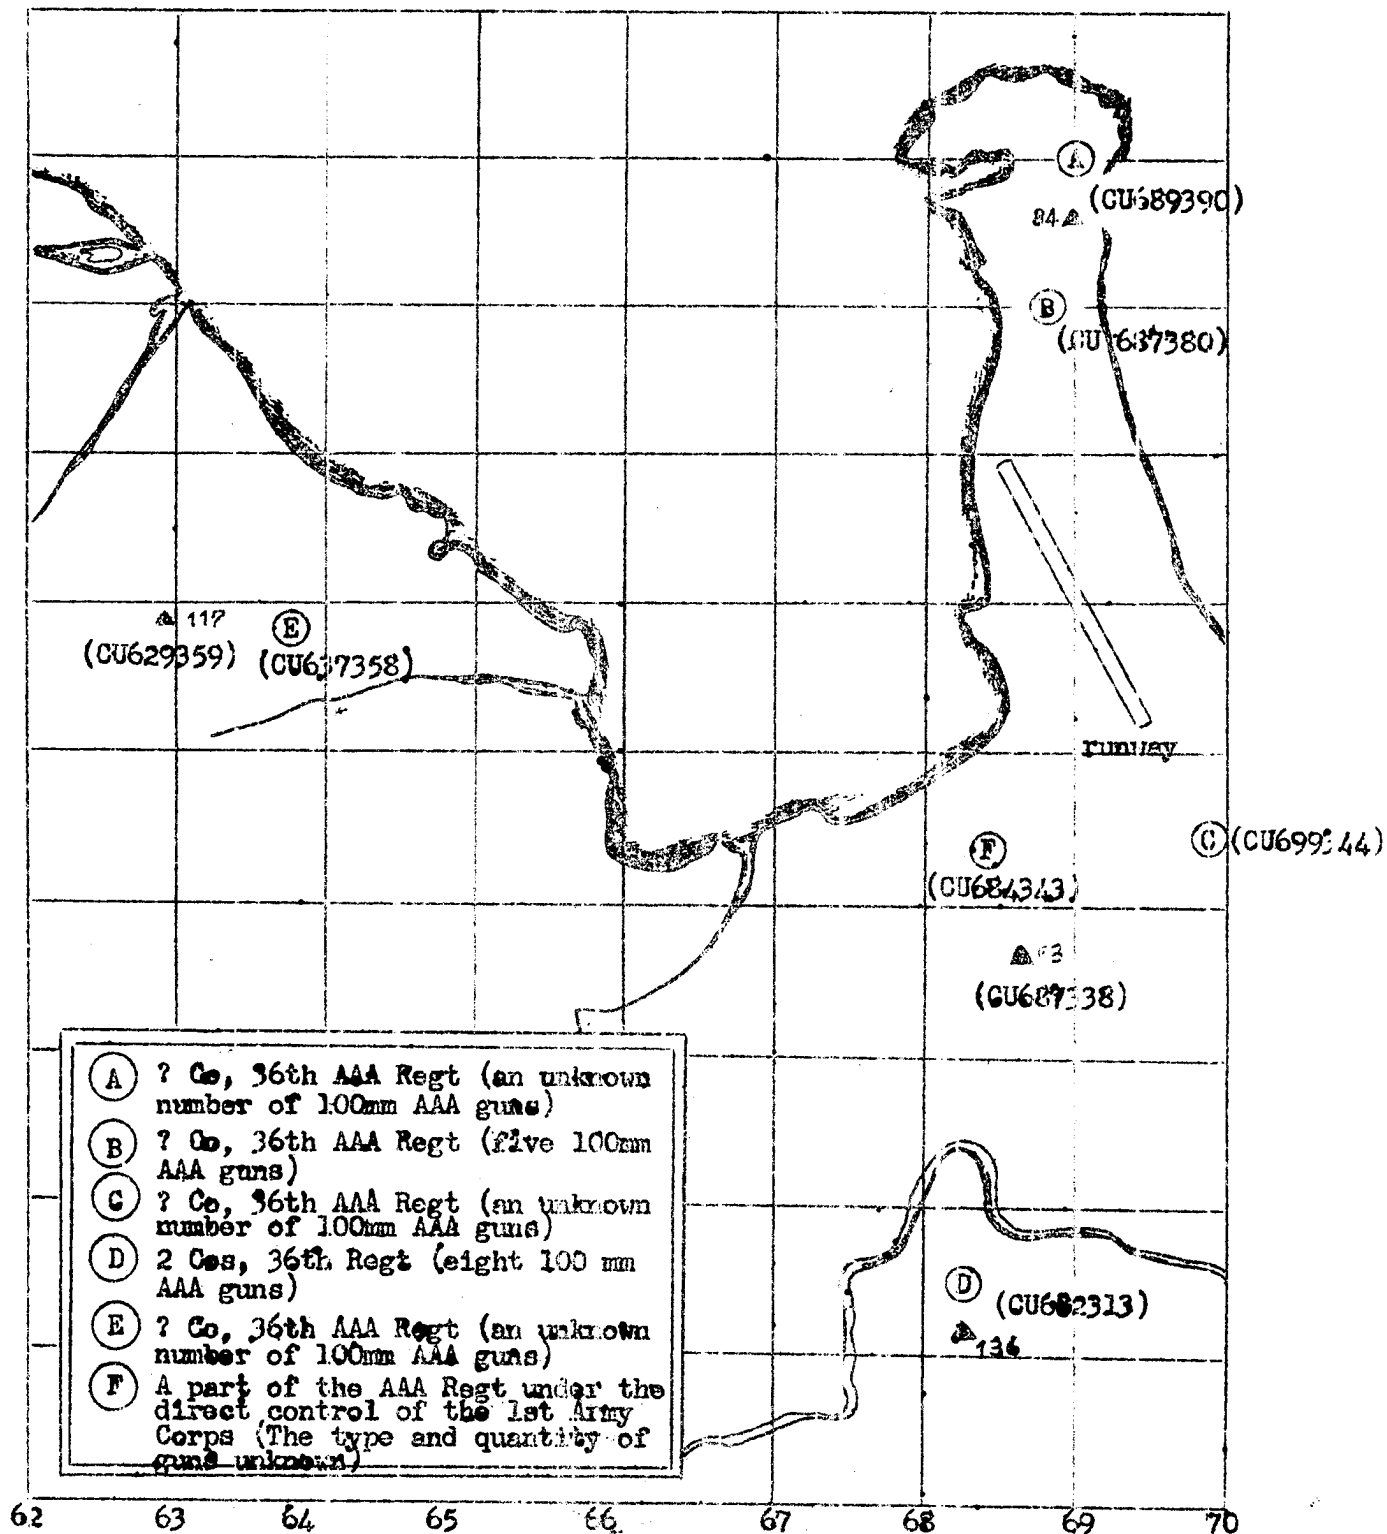 A
(CU689390)
84
B
(CU687380)
117
E
(CU629359)
(CU637358)
runway
C
(CU699344)
F
(CU684343)
(CU687338)
A ? Co, 36th AAA Regt (an unknown
number of 100mm AAA guns)
B ? Co, 36th AAA Regt (five 100mm
AAA guns)
C ? Co, 36th AAA Regt (an unknown
number of 100mm AAA guns)
D 2 Cos, 36th Regt (eight 100 mm
AAA guns)
E ? Co, 36th AAA Regt (an unknown
number of 100mm AAA guns)
F A part of the AAA Regt under the
direct control of the 1st Army
Corps (The type and quantity of
guns unknown)
D
(CU682313)
136
62 63 64 65 66 67 68 69 70